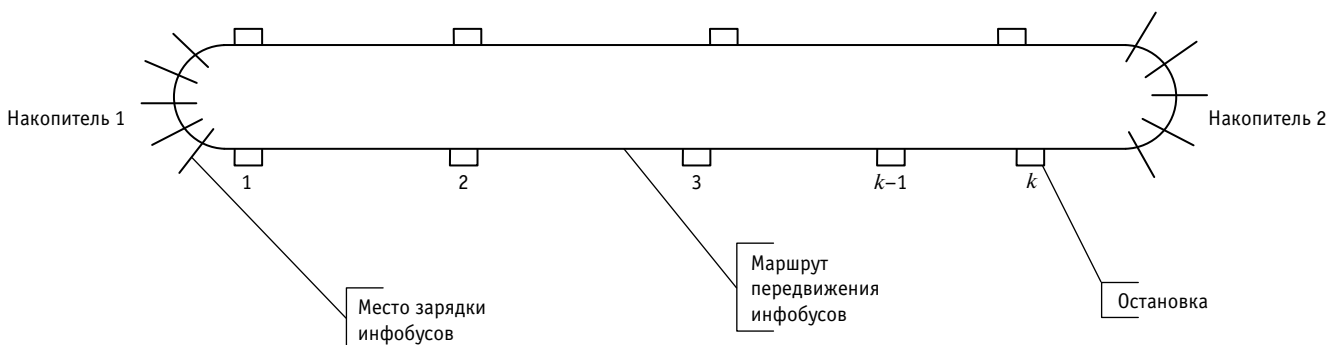 Накопитель 1
Накопитель 2
1
2
3
k–1
k
Место зарядки
инфобусов
Маршрут
передвижения
инфобусов
Остановка